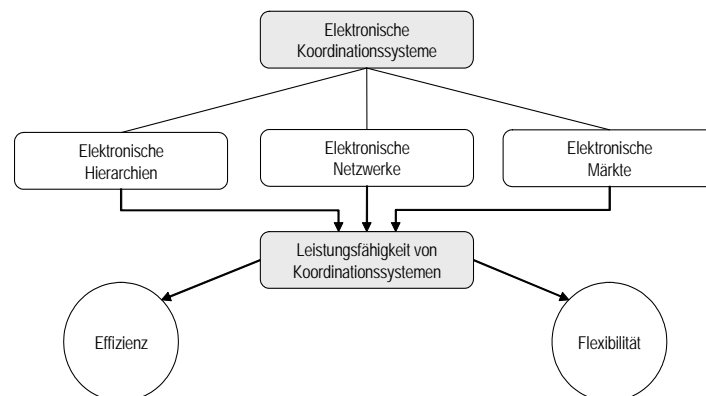 Elektronische
Koordinationssysteme
Elektronische
Hierarchien
Elektronische
Netzwerke
Elektronische
Märkte
Leistungsfähigkeit von
Koordinationssystemen
Effizienz
Flexibilität